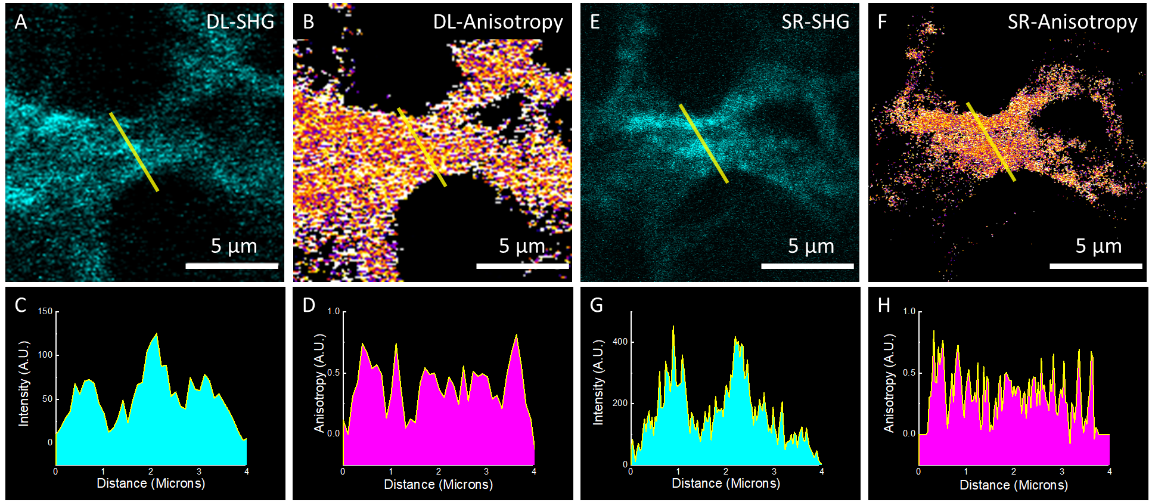 A DL-SHG
5 µm
B DL-Anisotropy
5 µm
E SR-SHG
5 µm
F SR-Anisotropy
5 µm
C
150
100
50
0
Intensity (A.U.)
0 1 2 3 4
Distance (Microns)
D
1.0
0.5
0.0
Anisotropy (A.U.)
0 1 2 3 4
Distance (Microns)
G
400
200
0
Intensity (A.U.)
0 1 2 3 4
Distance (Microns)
H
1.0
0.5
0.0
Anisotropy (A.U.)
0 1 2 3 4
Distance (Microns)